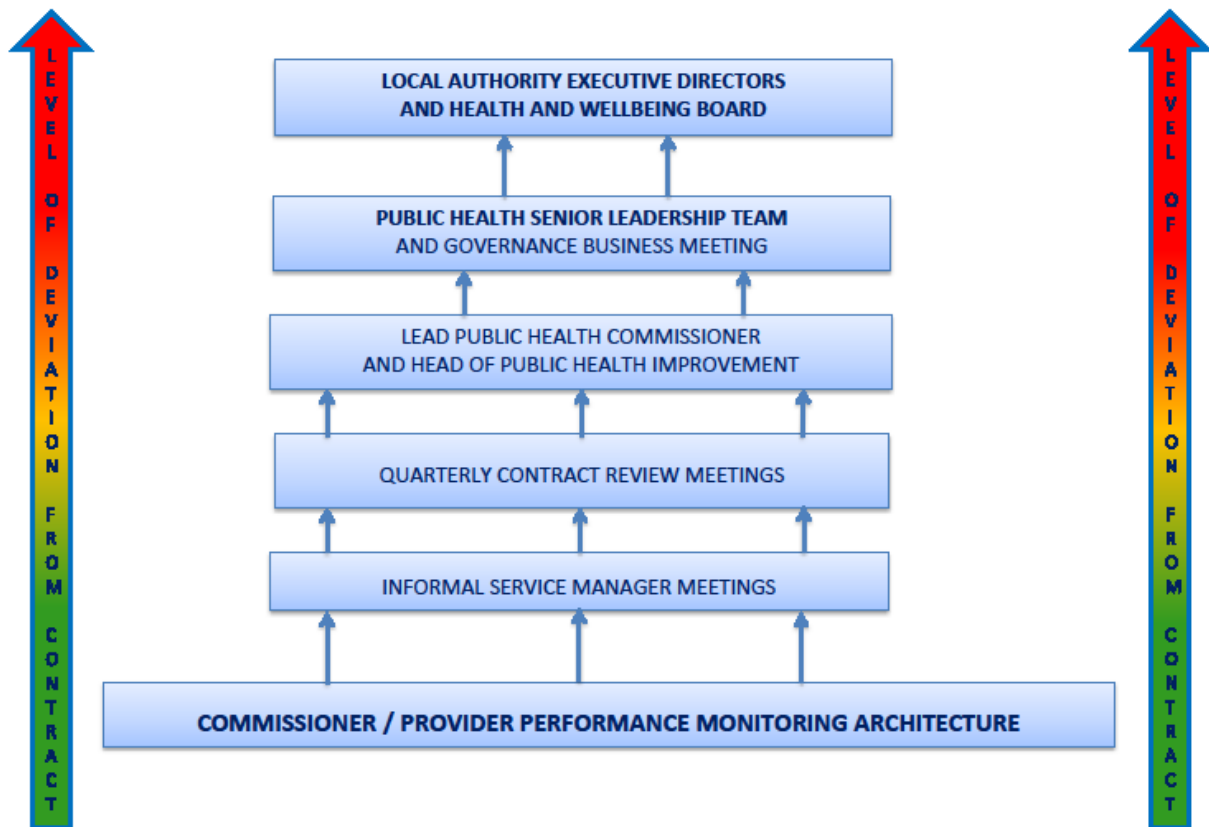 LEVEL OF DEVIATION FROM CONTRACT
LOCAL AUTHORITY EXECUTIVE DIRECTORS
AND HEALTH AND WELLBEING BOARD
PUBLIC HEALTH SENIOR LEADERSHIP TEAM
AND GOVERNANCE BUSINESS MEETING
LEAD PUBLIC HEALTH COMMISSIONER
AND HEAD OF PUBLIC HEALTH IMPROVEMENT
QUARTERLY CONTRACT REVIEW MEETINGS
INFORMAL SERVICE MANAGER MEETINGS
COMMISSIONER / PROVIDER PERFORMANCE MONITORING ARCHITECTURE
LEVEL OF DEVIATION FROM CONTRACT